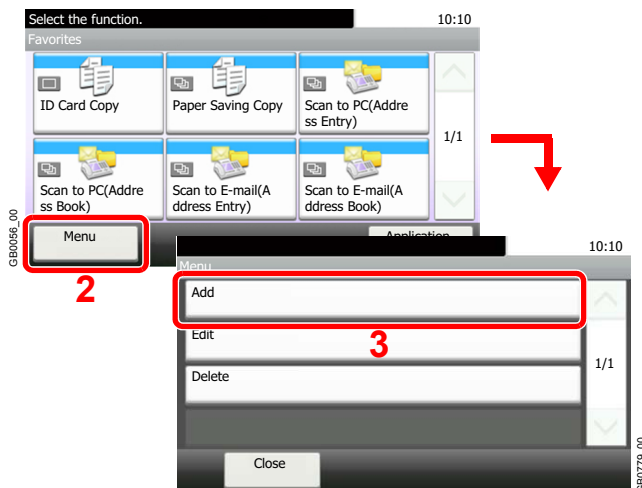 Select the function.
10:10
Favorites
ID Card Copy
Paper Saving Copy
Scan to PC(Addre
ss Entry)
1/1
Scan to PC(Addre
ss Book)
Scan to E-mail(A
ddress Entry)
Scan to E-mail(A
ddress Book)
GB0056_00
Menu
Application
2
10:10
Menu
Add
Edit
3
1/1
Delete
Close
GB0779_00